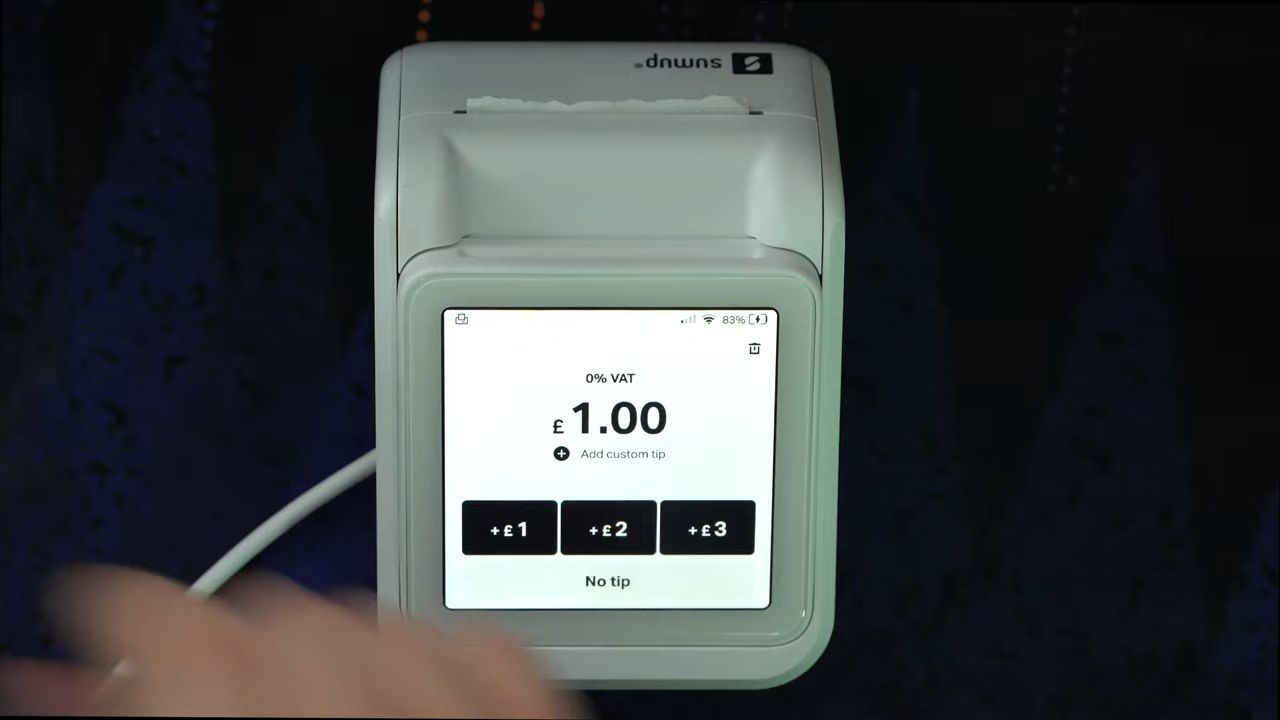 sumup®
83%
0% VAT
£ 1.00
Add custom tip
+£1 +£2 +£3
No tip